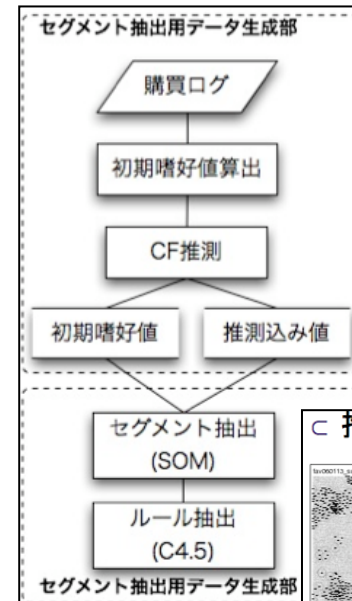 セグメント抽出用データ生成部
購買ログ
初期嗜好値算出
CF推測
初期嗜好値
推測込み値
セグメント抽出
(SOM)
ルール抽出
(C4.5)
セグメント抽出用データ生成部